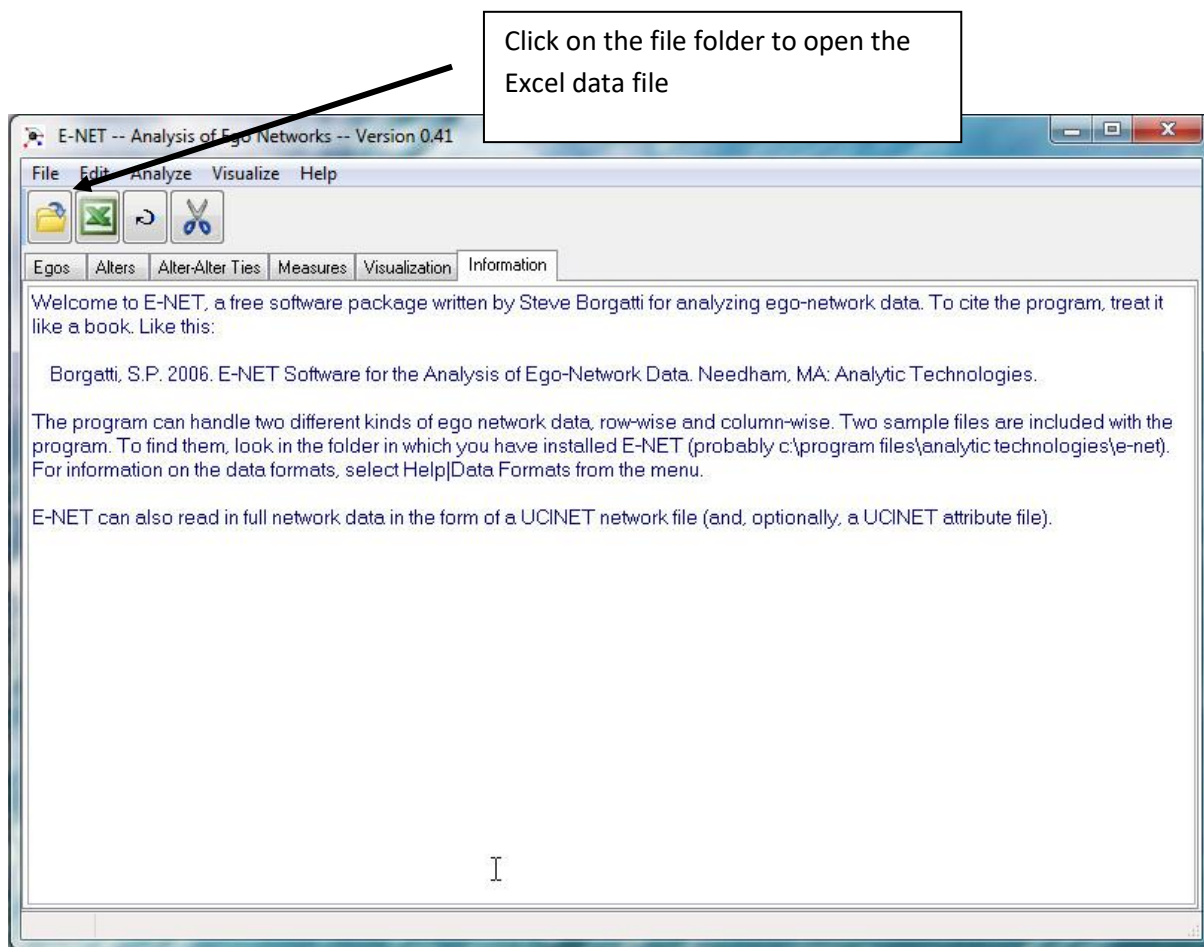 Click on the file folder to open the
Excel data file
E-NET -- Analysis of Ego Networks -- Version 0.41
File Edit Analyze Visualize Help
Egos Alters Alter-Alter Ties Measures Visualization Information
Welcome to E-NET, a free software package written by Steve Borgatti for analyzing ego-network data. To cite the program, treat it
like a book. Like this:
Borgatti, S.P. 2006. E-NET Software for the Analysis of Ego-Network Data. Needham, MA: Analytic Technologies.
The program can handle two different kinds of ego network data, row-wise and column-wise. Two sample files are included with the
program. To find them, look in the folder in which you have installed E-NET (probably c:\program files\analytic technologies\e-net).
For information on the data formats, select Help|Data Formats from the menu.
E-NET can also read in full network data in the form of a UCINET network file (and, optionally, a UCINET attribute file).